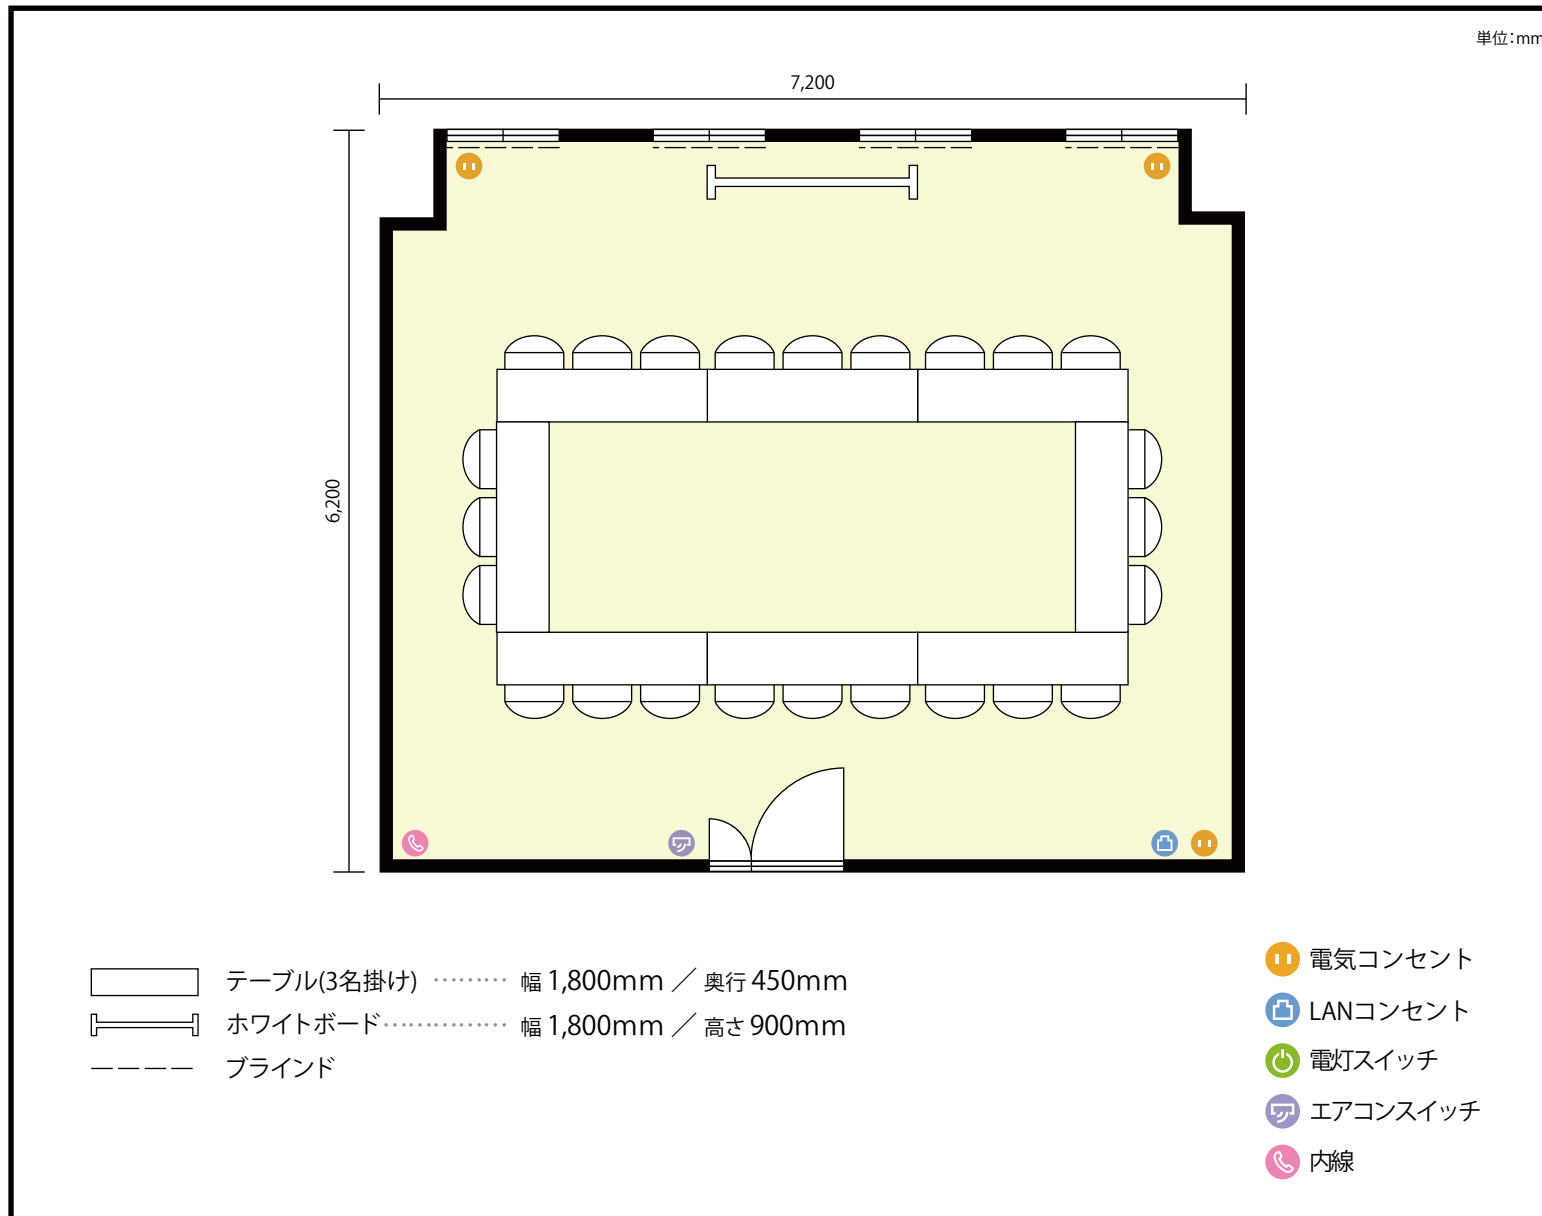 単位：mm
7,200
6,200
テーブル(3名掛け) ‥‥‥‥ 幅 1,800mm ／ 奥行 450mm
ホワイトボード‥‥‥‥‥‥ 幅 1,800mm ／ 高さ 900mm
ブラインド
電気コンセント
LANコンセント
電灯スイッチ
エアコンスイッチ
内線